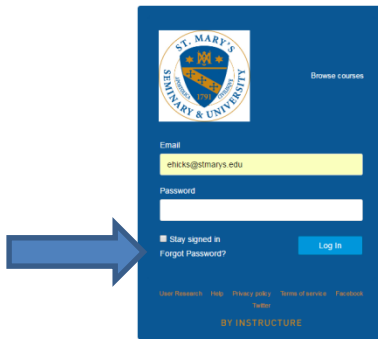 ST. MARY'S
SEMINARY & UNIVERSITY
1791
Browse courses
Email
ehicks@stmarys.edu
Password
Stay signed in
Forgot Password?
Log In
User Research Help Privacy policy Terms of service Facebook
Twitter
BY INSTRUCTURE